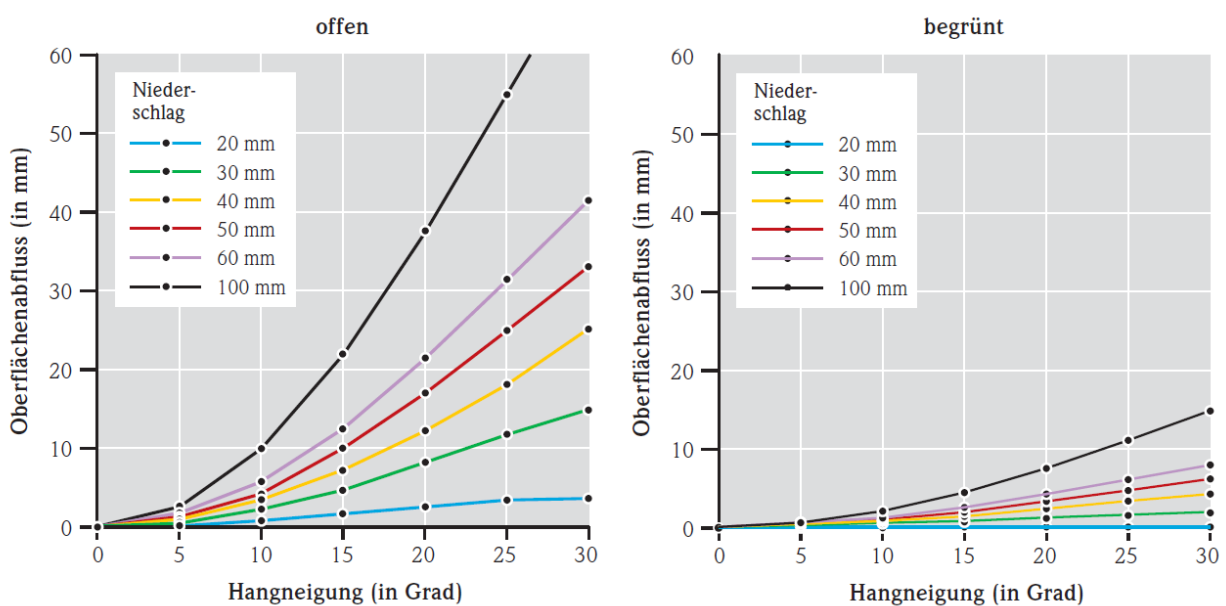 offen
60
50
40
30
20
10
0
Oberflächenabfluss (in mm)
Nieder-
schlag
20 mm
30 mm
40 mm
50 mm
60 mm
100 mm
0 5 10 15 20 25 30
Hangneigung (in Grad)
begrünt
60
50
40
30
20
10
0
Oberflächenabfluss (in mm)
Nieder-
schlag
20 mm
30 mm
40 mm
50 mm
60 mm
100 mm
0 5 10 15 20 25 30
Hangneigung (in Grad)